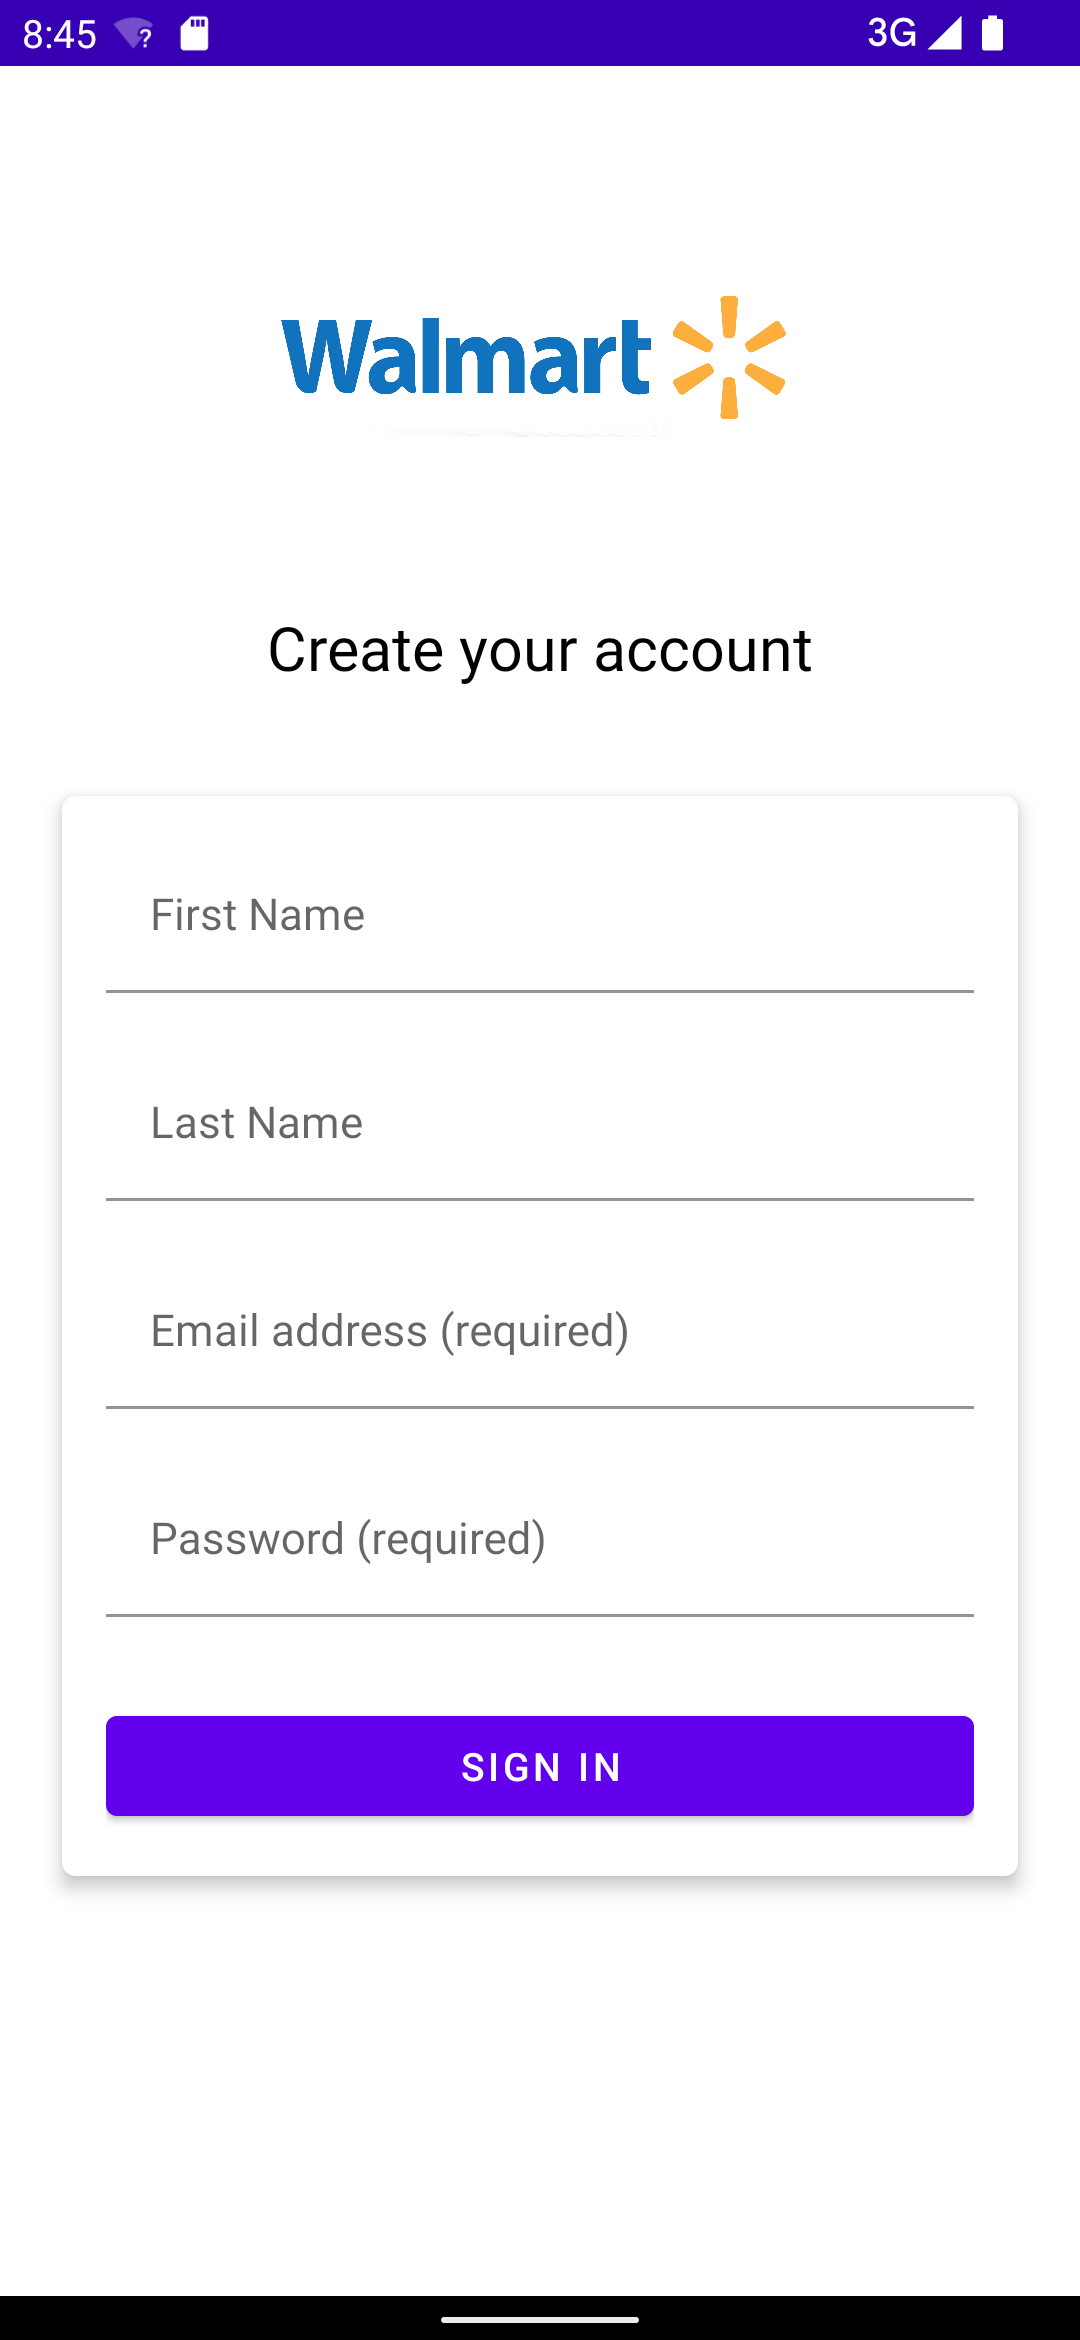 8:45
3G
Walmart
Create your account
First Name
Last Name
Email address (required)
Password (required)
SIGN IN